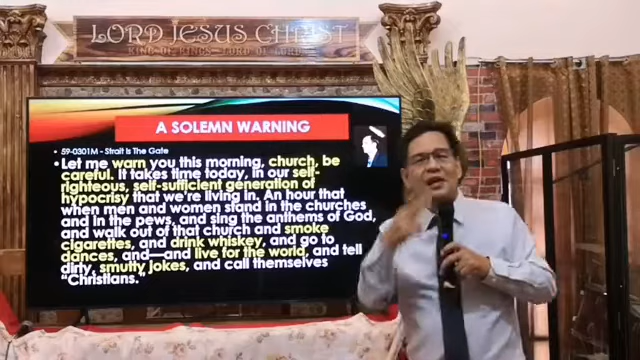 LORD JESUS CHRIST
KING OF KINGS LORD OF LORDS
A SOLEMN WARNING
• 59-0301M - Strait Is The Gate
• Let me warn you this morning, church, be
careful. It takes time today, in our self-
righteous, self-sufficient generation of
hypocrisy that we're living in. An hour that
when men and women stand in the churches
and in the pews, and sing the anthems of God,
and walk out of that church and smoke
cigarettes, and drink whiskey, and go to
dances, and—and live for the world, and tell
dirty, smutty jokes, and call themselves
"Christians."